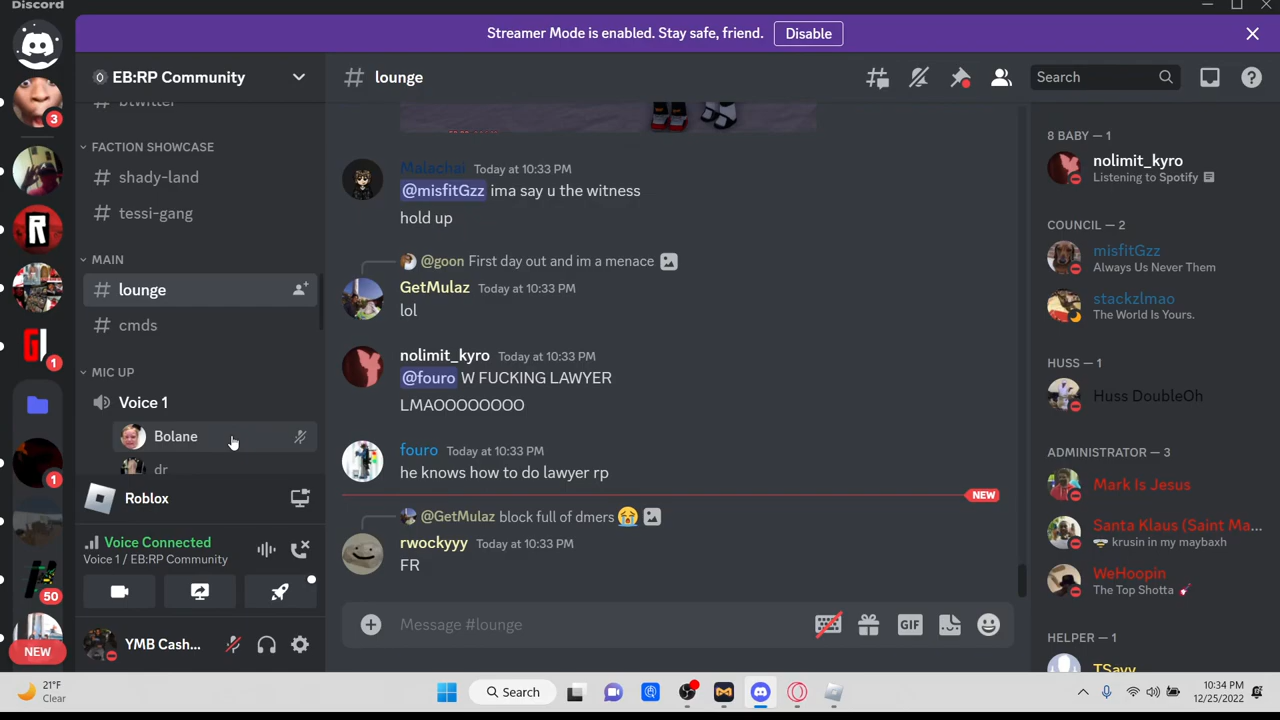 Discord
Streamer Mode is enabled. Stay safe, friend. Disable
EB:RP Community
# lounge
Search
btwitter
FACTION SHOWCASE
# shady-land
# tessi-gang
MAIN
# lounge
# cmds
MIC UP
Voice 1
Bolane
dr
Roblox
Voice Connected
Voice 1 / EB:RP Community
YMB Cash...
3
1
1
50
NEW
Malachai Today at 10:33 PM
@misfitGzz ima say u the witness
hold up
@goon First day out and im a menace
GetMulaz Today at 10:33 PM
lol
nolimit_kyro Today at 10:33 PM
@fouro W FUCKING LAWYER
LMAOOOOOOOO
fouro Today at 10:33 PM
he knows how to do lawyer rp
NEW
@GetMulaz block full of dmers 😭
rwockyyy Today at 10:33 PM
FR
Message #lounge
GIF
8 BABY — 1
nolimit_kyro
Listening to Spotify
COUNCIL — 2
misfitGzz
Always Us Never Them
stackzlmao
The World Is Yours.
HUSS — 1
Huss DoubleOh
ADMINISTRATOR — 3
Mark Is Jesus
Santa Klaus (Saint Ma...
krusin in my maybaxh
WeHoopin
The Top Shotta
HELPER — 1
TSavy
21°F
Clear
Search
10:34 PM
12/25/2022